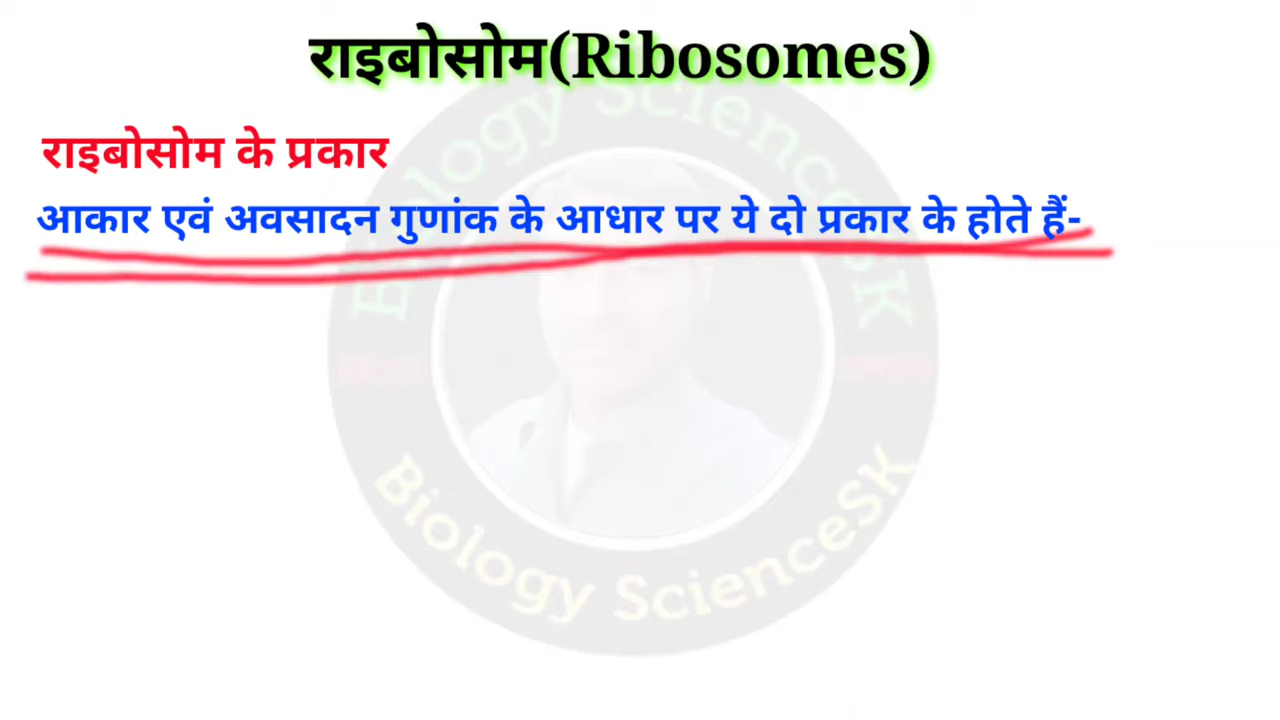 राइबोसोम(Ribosomes)
राइबोसोम के प्रकार
आकार एवं अवसादन गुणांक के आधार पर ये दो प्रकार के होते हैं-
Biology ScienceSK
Biology ScienceSK